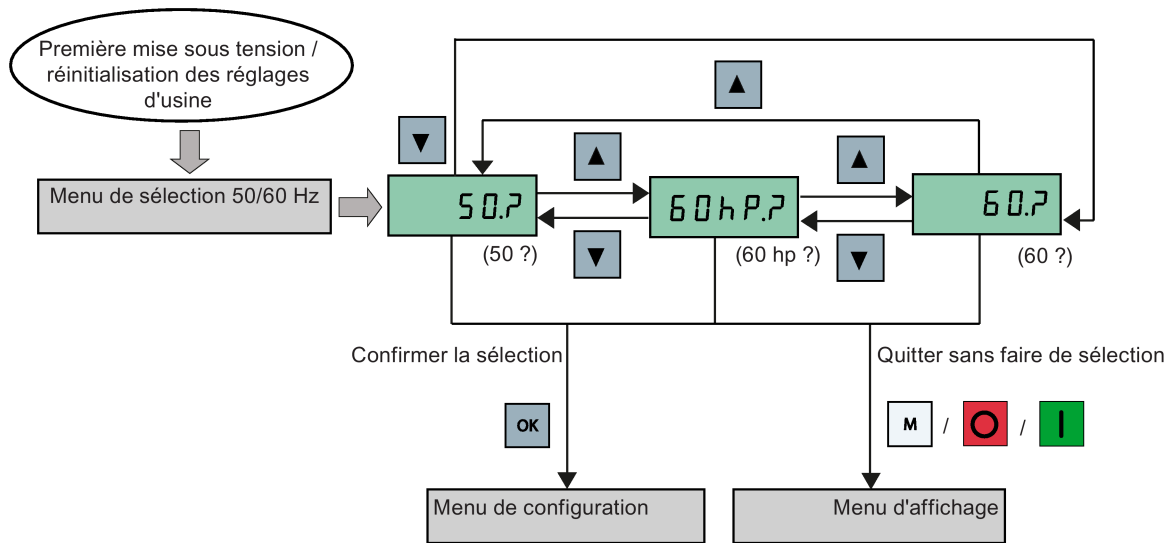 Première mise sous tension /
réinitialisation des réglages
d'usine
Menu de sélection 50/60 Hz
50.?
60hP.?
60.?
(50 ?)
(60 hp ?)
(60 ?)
Confirmer la sélection
Quitter sans faire de sélection
OK
M / /
Menu de configuration
Menu d'affichage